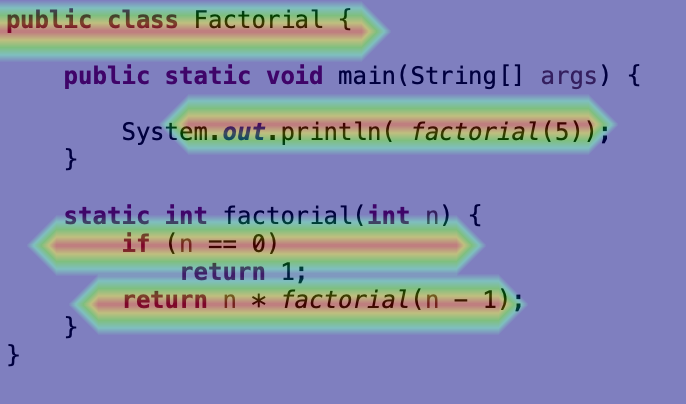 public class Factorial {
public static void main(String[] args) {
System.out.println( factorial(5));
}
static int factorial(int n) {
if (n == 0)
return 1;
return n * factorial(n - 1);
}
}